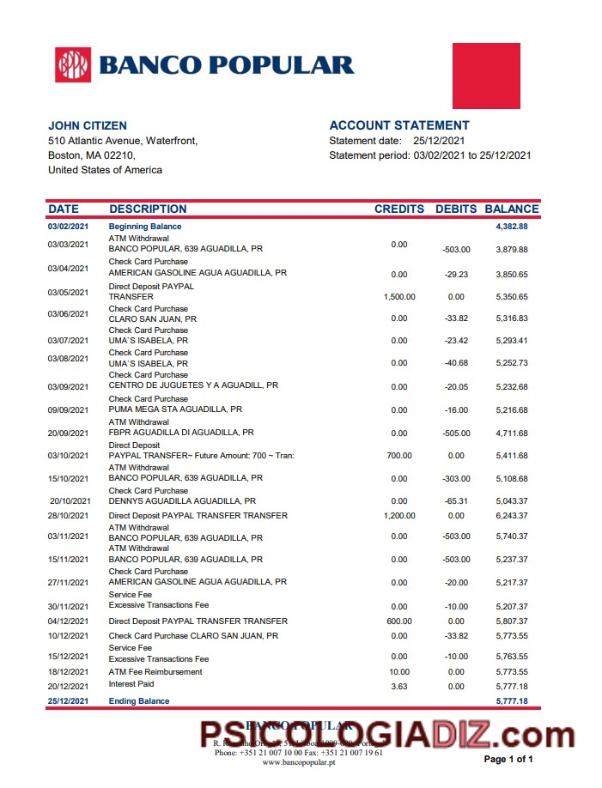 BANCO POPULAR
JOHN CITIZEN
510 Atlantic Avenue, Waterfront,
Boston, MA 02210,
United States of America
ACCOUNT STATEMENT
Statement date: 25/12/2021
Statement period: 03/02/2021 to 25/12/2021
DATE DESCRIPTION CREDITS DEBITS BALANCE
03/02/2021 Beginning Balance 4,382.88
ATM Withdrawal
03/03/2021 BANCO POPULAR, 639 AGUADILLA, PR 0.00 -503.00 3,879.88
Check Card Purchase
03/04/2021 AMERICAN GASOLINE AGUA AGUADILLA, PR 0.00 -29.23 3,850.65
Direct Deposit PAYPAL
03/05/2021 TRANSFER 1,500.00 0.00 5,350.65
Check Card Purchase
03/06/2021 CLARO SAN JUAN, PR 0.00 -33.82 5,316.83
Check Card Purchase
03/07/2021 UMA`S ISABELA, PR 0.00 -23.42 5,293.41
Check Card Purchase
03/08/2021 UMA`S ISABELA, PR 0.00 -40.68 5,252.73
Check Card Purchase
03/09/2021 CENTRO DE JUGUETES Y A AGUADILL, PR 0.00 -20.05 5,232.68
Check Card Purchase
09/09/2021 PUMA MEGA STA AGUADILLA, PR 0.00 -16.00 5,216.68
ATM Withdrawal
20/09/2021 FBPR AGUADILLA DI AGUADILLA, PR 0.00 -505.00 4,711.68
Direct Deposit
03/10/2021 PAYPAL TRANSFER~ Future Amount: 700 ~ Tran: 700.00 0.00 5,411.68
ATM Withdrawal
15/10/2021 BANCO POPULAR, 639 AGUADILLA, PR 0.00 -303.00 5,108.68
Check Card Purchase
20/10/2021 DENNYS AGUADILLA AGUADILLA, PR 0.00 -65.31 5,043.37
28/10/2021 Direct Deposit PAYPAL TRANSFER TRANSFER 1,200.00 0.00 6,243.37
ATM Withdrawal
03/11/2021 BANCO POPULAR, 639 AGUADILLA, PR 0.00 -503.00 5,740.37
ATM Withdrawal
15/11/2021 BANCO POPULAR, 639 AGUADILLA, PR 0.00 -503.00 5,237.37
Check Card Purchase
27/11/2021 AMERICAN GASOLINE AGUA AGUADILLA, PR 0.00 -20.00 5,217.37
Service Fee
30/11/2021 Excessive Transactions Fee 0.00 -10.00 5,207.37
04/12/2021 Direct Deposit PAYPAL TRANSFER TRANSFER 600.00 0.00 5,807.37
10/12/2021 Check Card Purchase CLARO SAN JUAN, PR 0.00 -33.82 5,773.55
Service Fee
15/12/2021 Excessive Transactions Fee 0.00 -10.00 5,763.55
18/12/2021 ATM Fee Reimbursement 10.00 0.00 5,773.55
20/12/2021 Interest Paid 3.63 0.00 5,777.18
25/12/2021 Ending Balance 5,777.18
BANCO POPULAR
PSICOLOGIADIZ.com
Phone: +351 21 007 10 00 Fax: +351 21 007 19 61
www.bancopopular.pt
Page 1 of 1